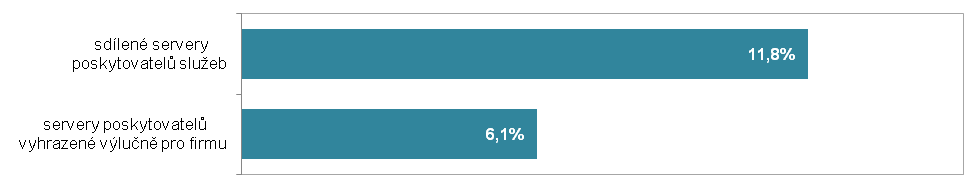 sdílené servery
poskytovatelů služeb
11,8%
servery poskytovatelů
vyhrazené výlučně pro firmu
6,1%